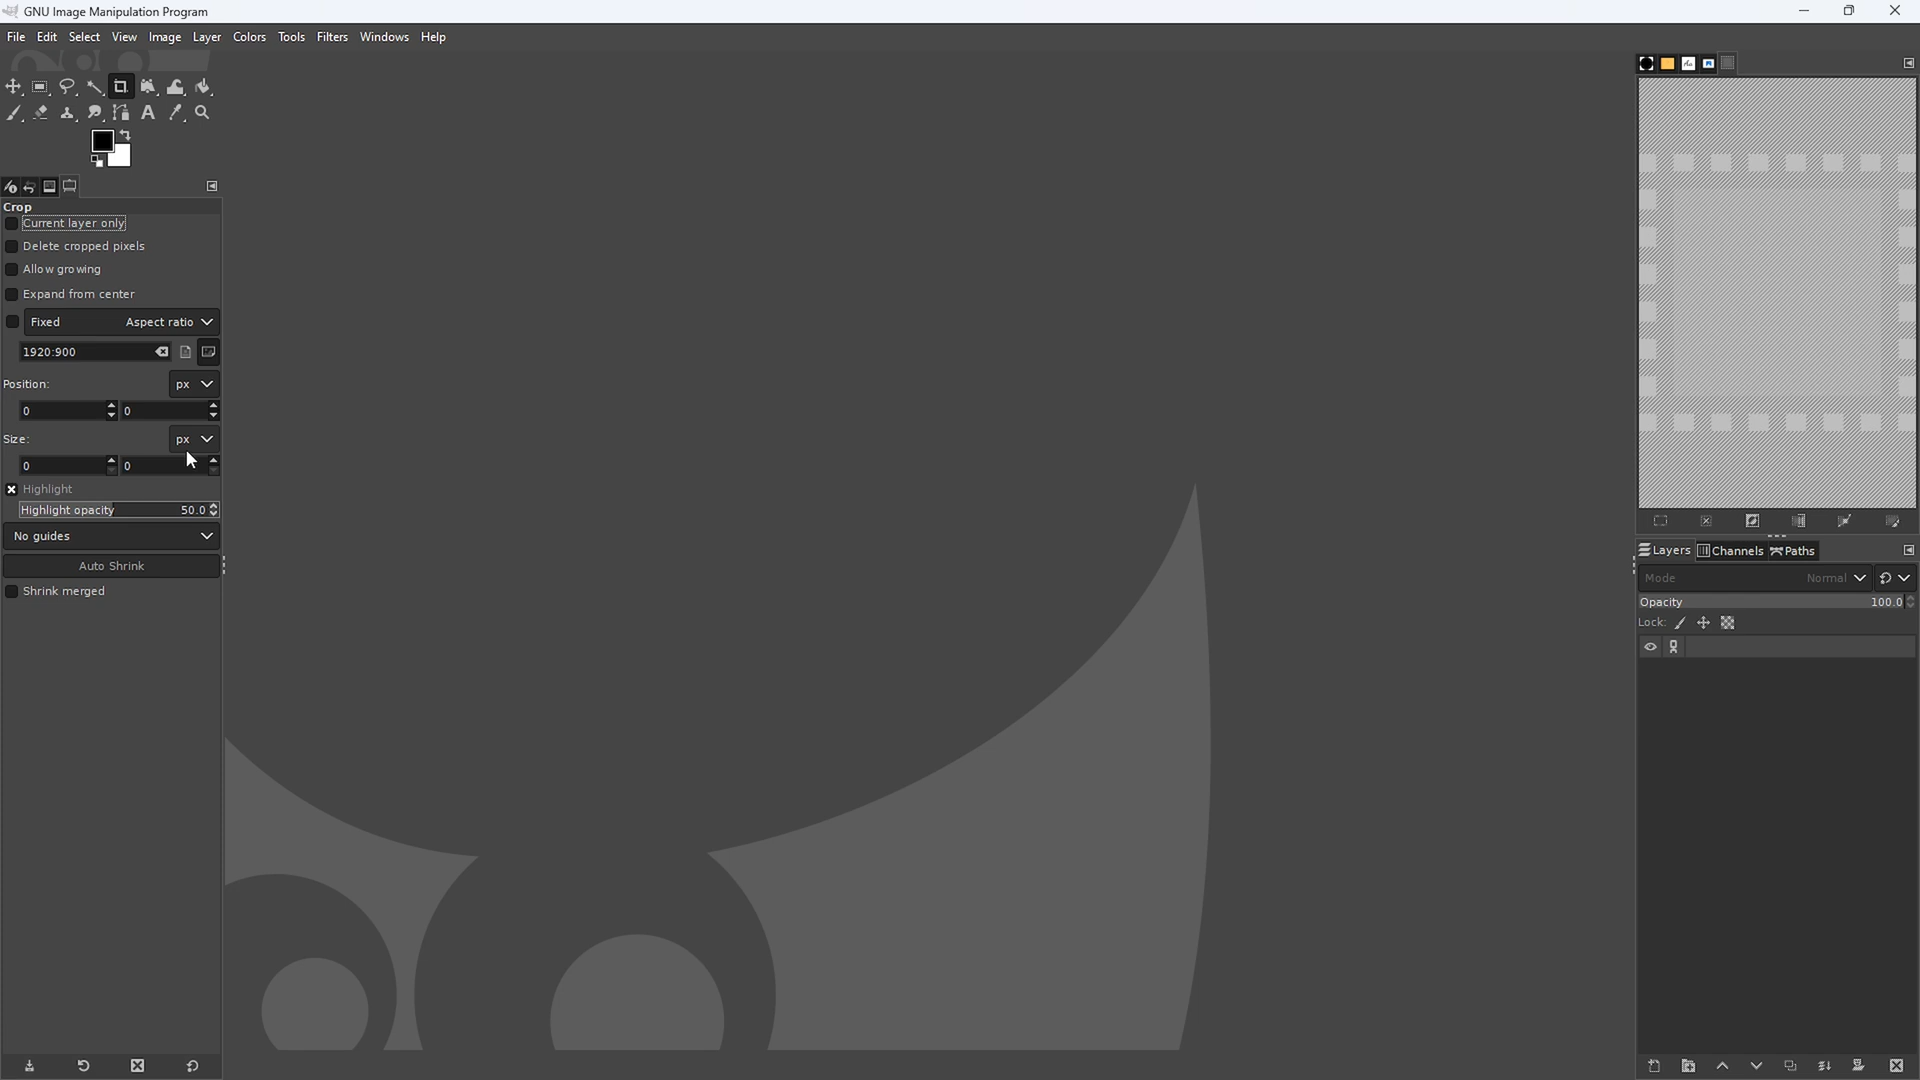 GNU Image Manipulation Program
File Edit Select View Image Layer Colors Tools Filters Windows Help
Crop
Current layer only
Delete cropped pixels
Allow growing
Expand from center
Fixed Aspect ratio
1920:900
Position: px
0 0
Size: px
0 0
Highlight
Highlight opacity 50.0
No guides
Auto Shrink
Shrink merged
Layers Channels Paths
Mode Normal
Opacity 100.0
Lock: